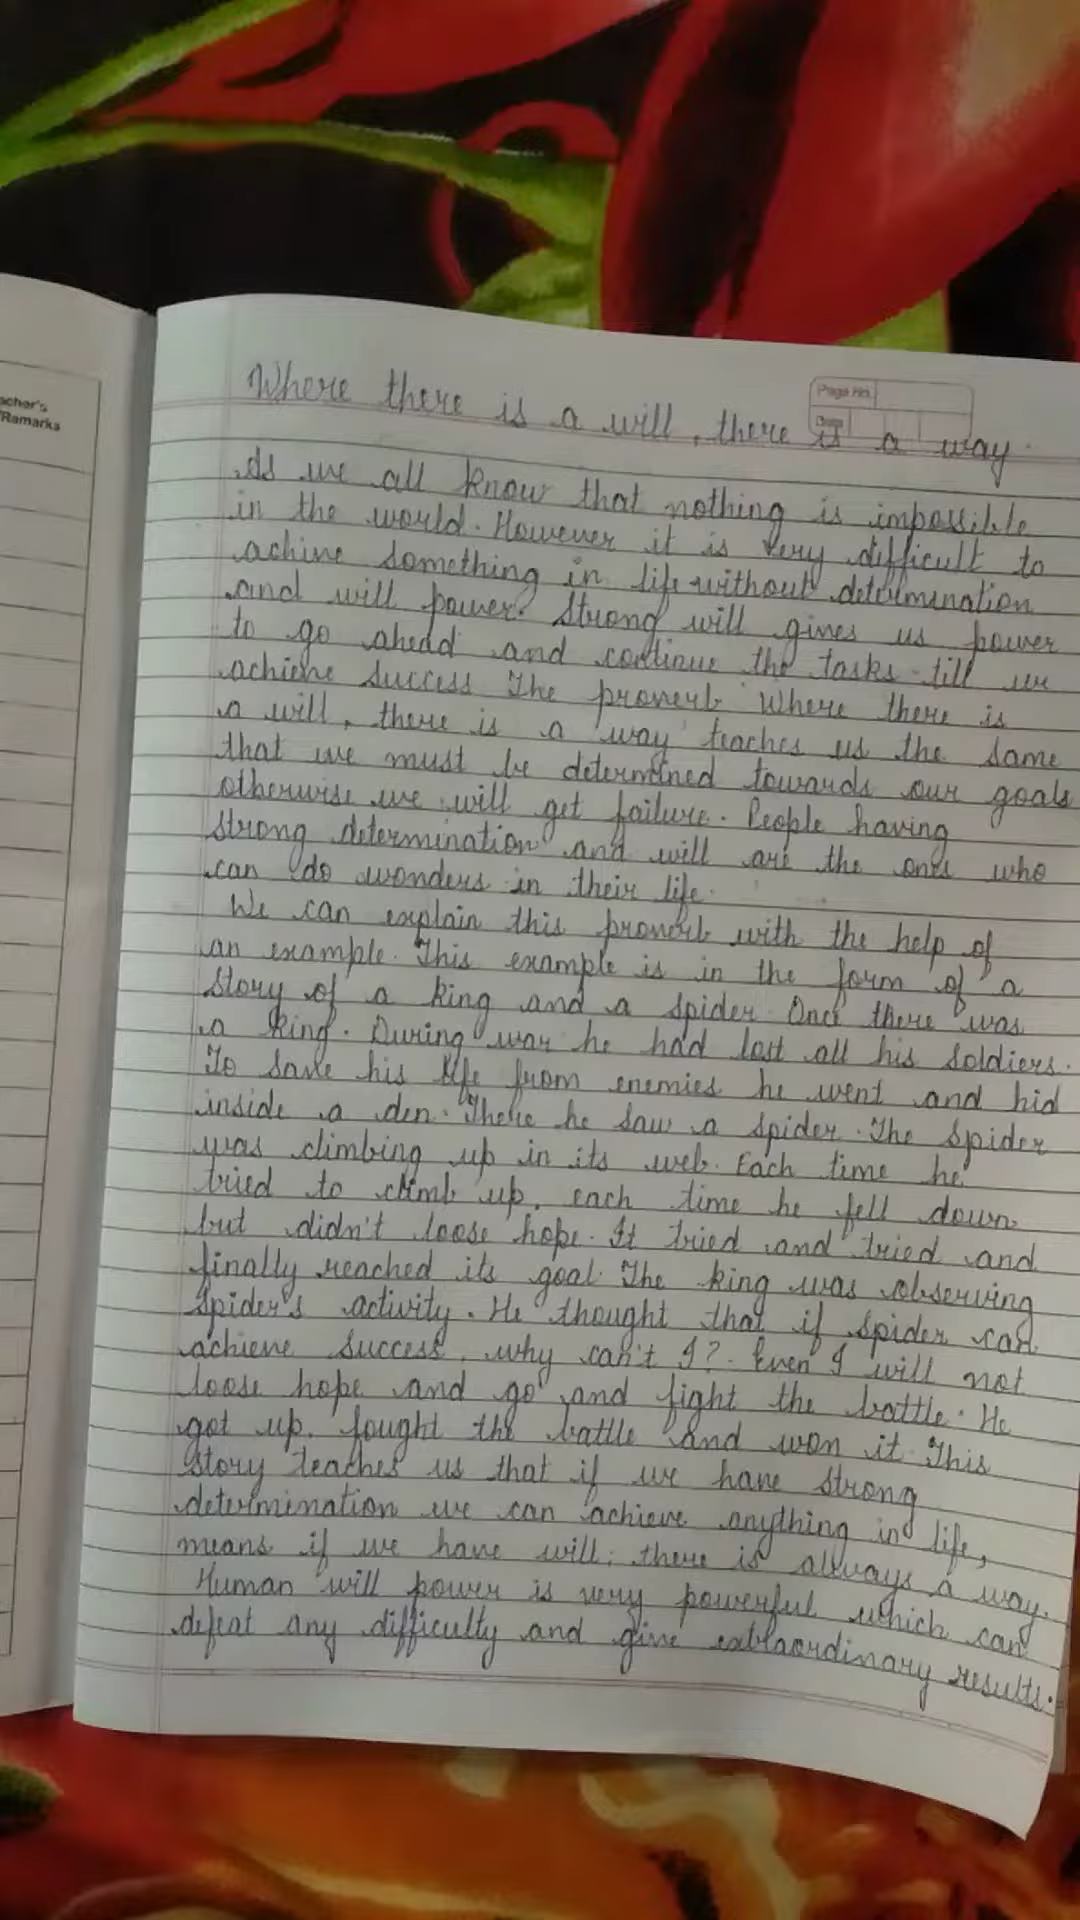 acher's
Remarks
Page No.
Date
Where there is a will, there is a way.
As we all know that nothing is impossible
in the world. However it is very difficult to
achieve something in life without determination
and will power. Strong will gives us power
to go ahead and continue the tasks till we
achieve success. The proverb 'Where there is
a will, there is a way' teaches us the same
that we must be determined towards our goals
otherwise we will get failure. People having
strong determination and will are the ones who
can do wonders in their life.
We can explain this proverb with the help of
an example. This example is in the form of a
story of a king and a spider. Once there was
a king. During war he had lost all his soldiers.
To save his life from enemies he went and hid
inside a den. There he saw a spider. The spider
was climbing up in its web. Each time he
tried to climb up, each time he fell down
but didn't loose hope. It tried and tried and
finally reached its goal. The king was observing
spider's activity. He thought that if spider can
achieve success, why can't I? Even I will not
loose hope and go and fight the battle. He
got up, fought the battle and won it. This
story teaches us that if we have strong
determination we can achieve anything in life,
means if we have will, there is always a way.
Human will power is very powerful which can
defeat any difficulty and give extraordinary results.